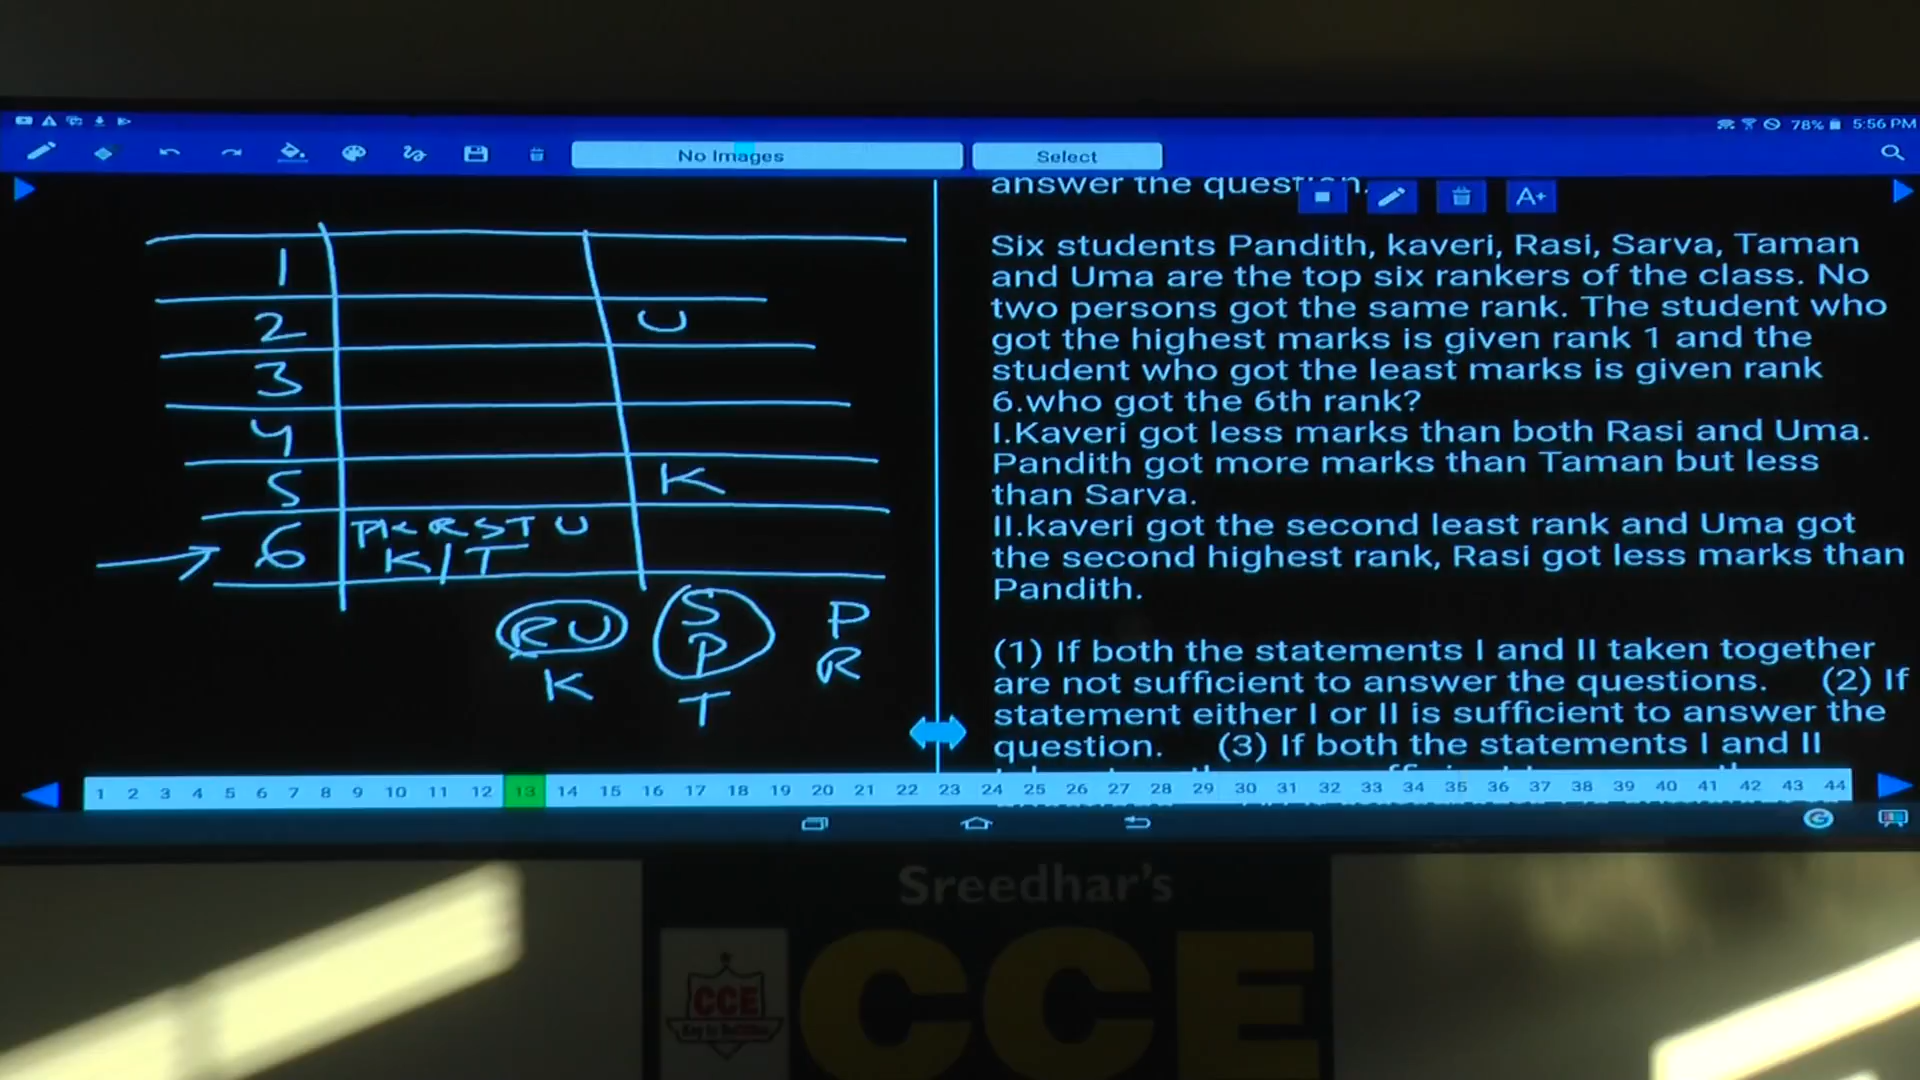 78% 5:56 PM
No Images
Select
answer the question.
A+
Six students Pandith, kaveri, Rasi, Sarva, Taman
and Uma are the top six rankers of the class. No
two persons got the same rank. The student who
got the highest marks is given rank 1 and the
student who got the least marks is given rank
6.who got the 6th rank?
I.Kaveri got less marks than both Rasi and Uma.
Pandith got more marks than Taman but less
than Sarva.
II.kaveri got the second least rank and Uma got
the second highest rank, Rasi got less marks than
Pandith.
(1) If both the statements I and II taken together
are not sufficient to answer the questions. (2) If
statement either I or II is sufficient to answer the
question. (3) If both the statements I and II
1
2 U
3
4
5 K
6 P K R S T U
K/T
R U S P
K P R
T
1 2 3 4 5 6 7 8 9 10 11 12 13 14 15 16 17 18 19 20 21 22 23 24 25 26 27 28 29 30 31 32 33 34 35 36 37 38 39 40 41 42 43 44
Sreedhar's
CCE
CCE